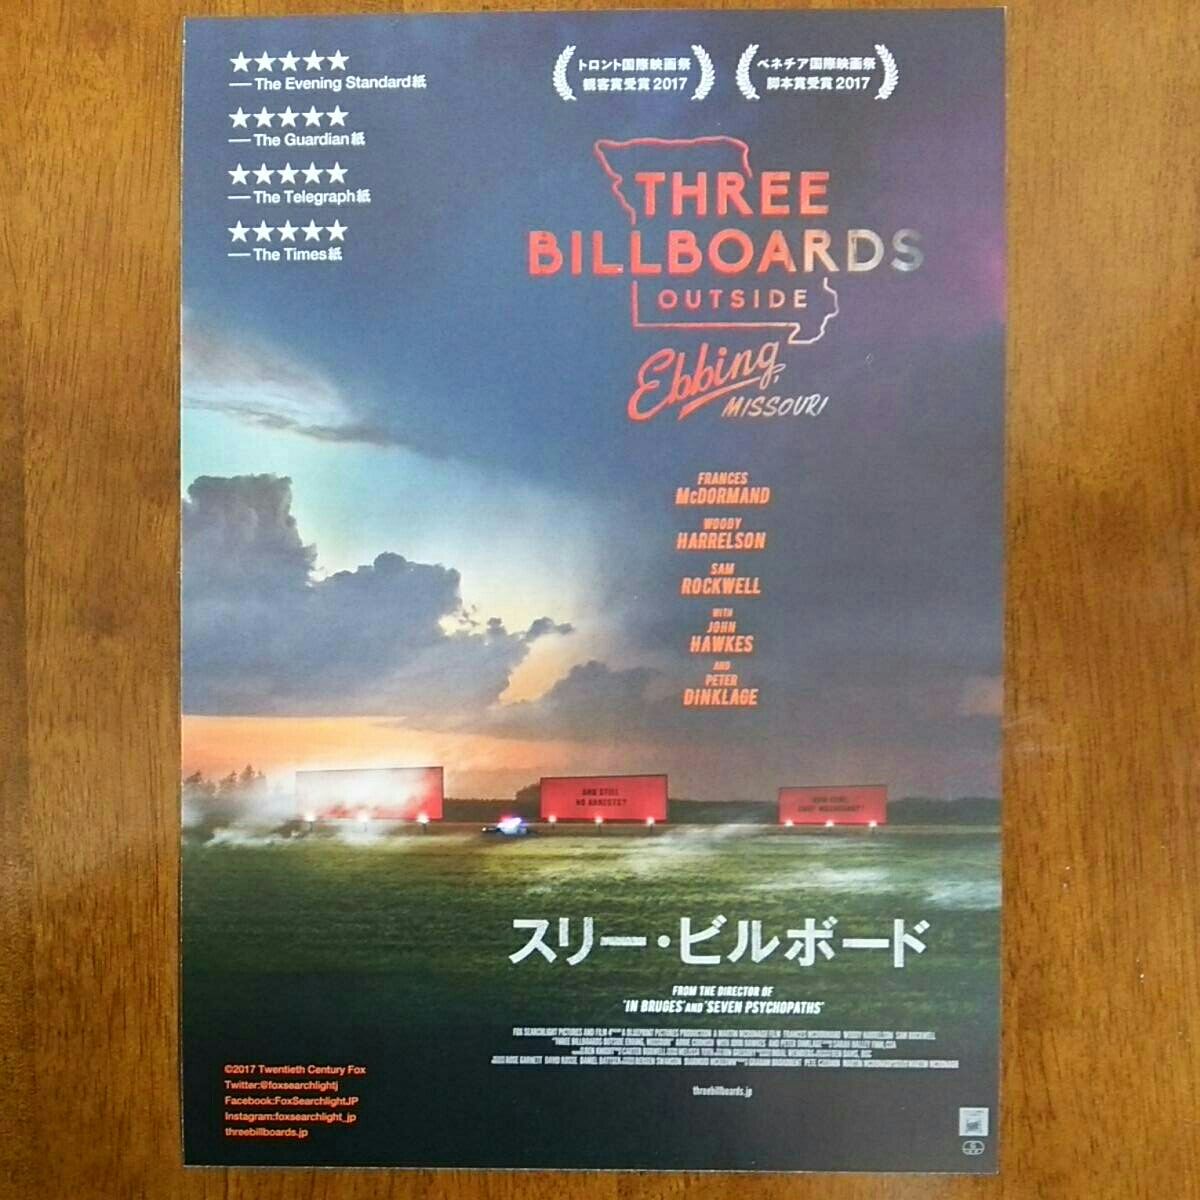 ★★★★★
—The Evening Standard紙
★★★★★
—The Guardian紙
★★★★★
—The Telegraph紙
★★★★★
—The Times紙
トロント国際映画祭
観客賞受賞 2017
ベネチア国際映画祭
脚本賞受賞 2017
THREE
BILLBOARDS
OUTSIDE
Ebbing,
MISSOURI
FRANCES
McDORMAND
WOODY
HARRELSON
SAM
ROCKWELL
WITH
JOHN
HAWKES
AND
PETER
DINKLAGE
AND STILL
NO ARRESTS?
スリー・ビルボード
FROM THE DIRECTOR OF
'IN BRUGES' AND 'SEVEN PSYCHOPATHS'
threebillboards.jp
©2017 Twentieth Century Fox
Twitter:@foxsearchlightj
Facebook:FoxSearchlightJP
Instagram:foxsearchlight_jp
threebillboards.jp